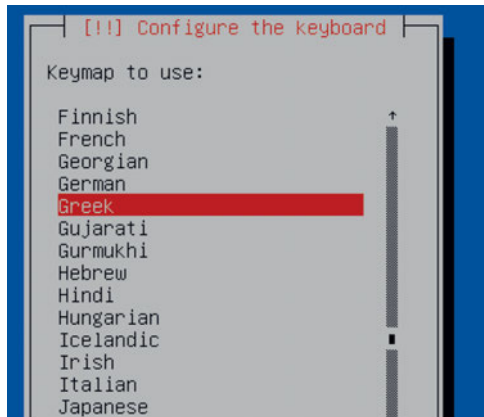 [!!] Configure the keyboard
Keymap to use:
Finnish
French
Georgian
German
Greek
Gujarati
Gurmukhi
Hebrew
Hindi
Hungarian
Icelandic
Irish
Italian
Japanese